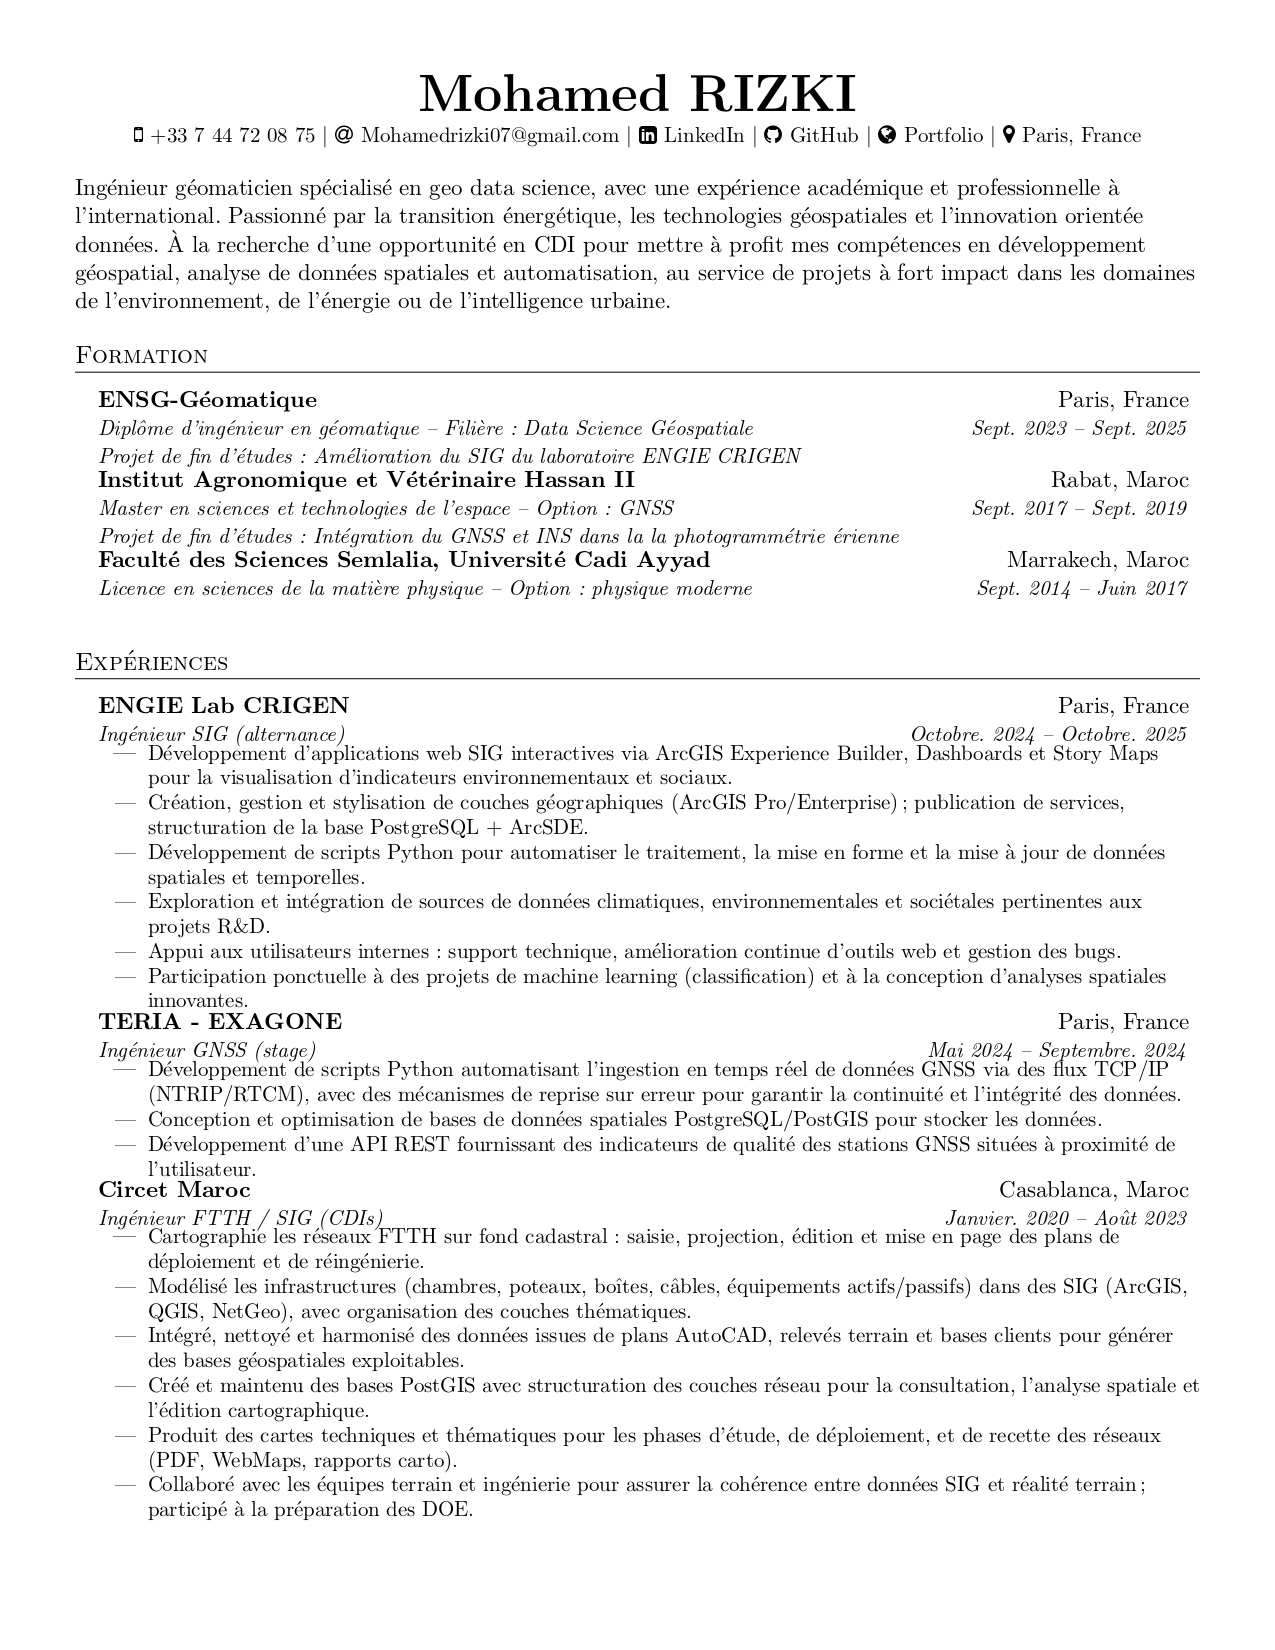 Mohamed RIZKI
+33 7 44 72 08 75 | Mohamedrizki07@gmail.com | LinkedIn | GitHub | Portfolio | Paris, France
Ingénieur géomaticien spécialisé en geo data science, avec une expérience académique et professionnelle à
l'international. Passionné par la transition énergétique, les technologies géospatiales et l'innovation orientée
données. À la recherche d'une opportunité en CDI pour mettre à profit mes compétences en développement
géospatial, analyse de données spatiales et automatisation, au service de projets à fort impact dans les domaines
de l'environnement, de l'énergie ou de l'intelligence urbaine.
Formation
ENSG-Géomatique Paris, France
Diplôme d'ingénieur en géomatique – Filière : Data Science Géospatiale Sept. 2023 – Sept. 2025
Projet de fin d'études : Amélioration du SIG du laboratoire ENGIE CRIGEN
Institut Agronomique et Vétérinaire Hassan II Rabat, Maroc
Master en sciences et technologies de l'espace – Option : GNSS Sept. 2017 – Sept. 2019
Projet de fin d'études : Intégration du GNSS et INS dans la la photogrammétrie érienne
Faculté des Sciences Semlalia, Université Cadi Ayyad Marrakech, Maroc
Licence en sciences de la matière physique – Option : physique moderne Sept. 2014 – Juin 2017
Expériences
ENGIE Lab CRIGEN Paris, France
Ingénieur SIG (alternance) Octobre. 2024 – Octobre. 2025
— Développement d'applications web SIG interactives via ArcGIS Experience Builder, Dashboards et Story Maps
pour la visualisation d'indicateurs environnementaux et sociaux.
— Création, gestion et stylisation de couches géographiques (ArcGIS Pro/Enterprise) ; publication de services,
structuration de la base PostgreSQL + ArcSDE.
— Développement de scripts Python pour automatiser le traitement, la mise en forme et la mise à jour de données
spatiales et temporelles.
— Exploration et intégration de sources de données climatiques, environnementales et sociétales pertinentes aux
projets R&D.
— Appui aux utilisateurs internes : support technique, amélioration continue d'outils web et gestion des bugs.
— Participation ponctuelle à des projets de machine learning (classification) et à la conception d'analyses spatiales
innovantes.
TERIA - EXAGONE Paris, France
Ingénieur GNSS (stage) Mai 2024 – Septembre. 2024
— Développement de scripts Python automatisant l'ingestion en temps réel de données GNSS via des flux TCP/IP
(NTRIP/RTCM), avec des mécanismes de reprise sur erreur pour garantir la continuité et l'intégrité des données.
— Conception et optimisation de bases de données spatiales PostgreSQL/PostGIS pour stocker les données.
— Développement d'une API REST fournissant des indicateurs de qualité des stations GNSS situées à proximité de
l'utilisateur.
Circet Maroc Casablanca, Maroc
Ingénieur FTTH / SIG (CDIs) Janvier. 2020 – Août 2023
— Cartographie les réseaux FTTH sur fond cadastral : saisie, projection, édition et mise en page des plans de
déploiement et de réingénierie.
— Modélisé les infrastructures (chambres, poteaux, boîtes, câbles, équipements actifs/passifs) dans des SIG (ArcGIS,
QGIS, NetGeo), avec organisation des couches thématiques.
— Intégré, nettoyé et harmonisé des données issues de plans AutoCAD, relevés terrain et bases clients pour générer
des bases géospatiales exploitables.
— Créé et maintenu des bases PostGIS avec structuration des couches réseau pour la consultation, l'analyse spatiale et
l'édition cartographique.
— Produit des cartes techniques et thématiques pour les phases d'étude, de déploiement, et de recette des réseaux
(PDF, WebMaps, rapports carto).
— Collaboré avec les équipes terrain et ingénierie pour assurer la cohérence entre données SIG et réalité terrain ;
participé à la préparation des DOE.